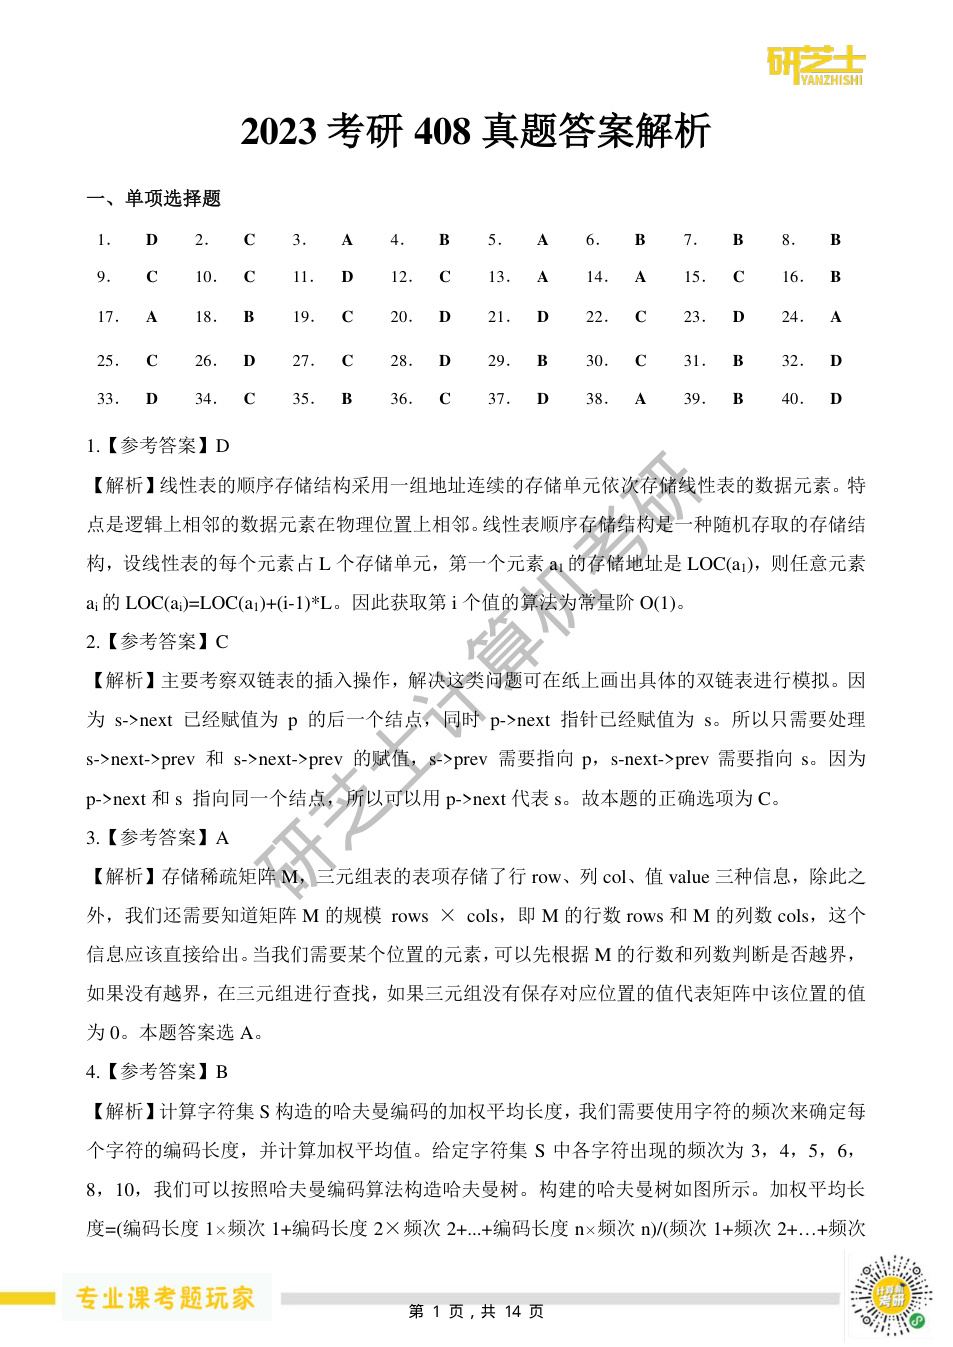 研芝士
YANZHISHI
2023 考研 408 真题答案解析
一、单项选择题
1. D 2. C 3. A 4. B 5. A 6. B 7. B 8. B
9. C 10. C 11. D 12. C 13. A 14. A 15. C 16. B
17. A 18. B 19. C 20. D 21. D 22. C 23. D 24. A
25. C 26. D 27. C 28. D 29. B 30. C 31. B 32. D
33. D 34. C 35. B 36. C 37. D 38. A 39. B 40. D
1.【参考答案】D
【解析】线性表的顺序存储结构采用一组地址连续的存储单元依次存储线性表的数据元素。特
点是逻辑上相邻的数据元素在物理位置上相邻。线性表顺序存储结构是一种随机存取的存储结
构，设线性表的每个元素占 L 个存储单元，第一个元素 a1 的存储地址是 LOC(a1)，则任意元素
ai 的 LOC(ai)=LOC(a1)+(i-1)*L。因此获取第 i 个值的算法为常量阶 O(1)。
2.【参考答案】C
【解析】主要考察双链表的插入操作，解决这类问题可在纸上画出具体的双链表进行模拟。因
为 s->next 已经赋值为 p 的后一个结点，同时 p->next 指针已经赋值为 s。所以只需要处理
s->next->prev 和 s->next->prev 的赋值，s->prev 需要指向 p，s-next->prev 需要指向 s。因为
p->next 和 s 指向同一个结点，所以可以用 p->next 代表 s。故本题的正确选项为 C。
3.【参考答案】A
【解析】存储稀疏矩阵 M，三元组表的表项存储了行 row、列 col、值 value 三种信息，除此之
外，我们还需要知道矩阵 M 的规模 rows × cols，即 M 的行数 rows 和 M 的列数 cols，这个
信息应该直接给出。当我们需要某个位置的元素，可以先根据 M 的行数和列数判断是否越界，
如果没有越界，在三元组进行查找，如果三元组没有保存对应位置的值代表矩阵中该位置的值
为 0。本题答案选 A。
4.【参考答案】B
【解析】计算字符集 S 构造的哈夫曼编码的加权平均长度，我们需要使用字符的频次来确定每
个字符的编码长度，并计算加权平均值。给定字符集 S 中各字符出现的频次为 3，4，5，6，
8，10，我们可以按照哈夫曼编码算法构造哈夫曼树。构建的哈夫曼树如图所示。加权平均长
度=(编码长度 1×频次 1+编码长度 2×频次 2+...+编码长度 n×频次 n)/(频次 1+频次 2+…+频次
研芝士计算机考研
专业课考题玩家
第 1 页，共 14 页
计算机
考研